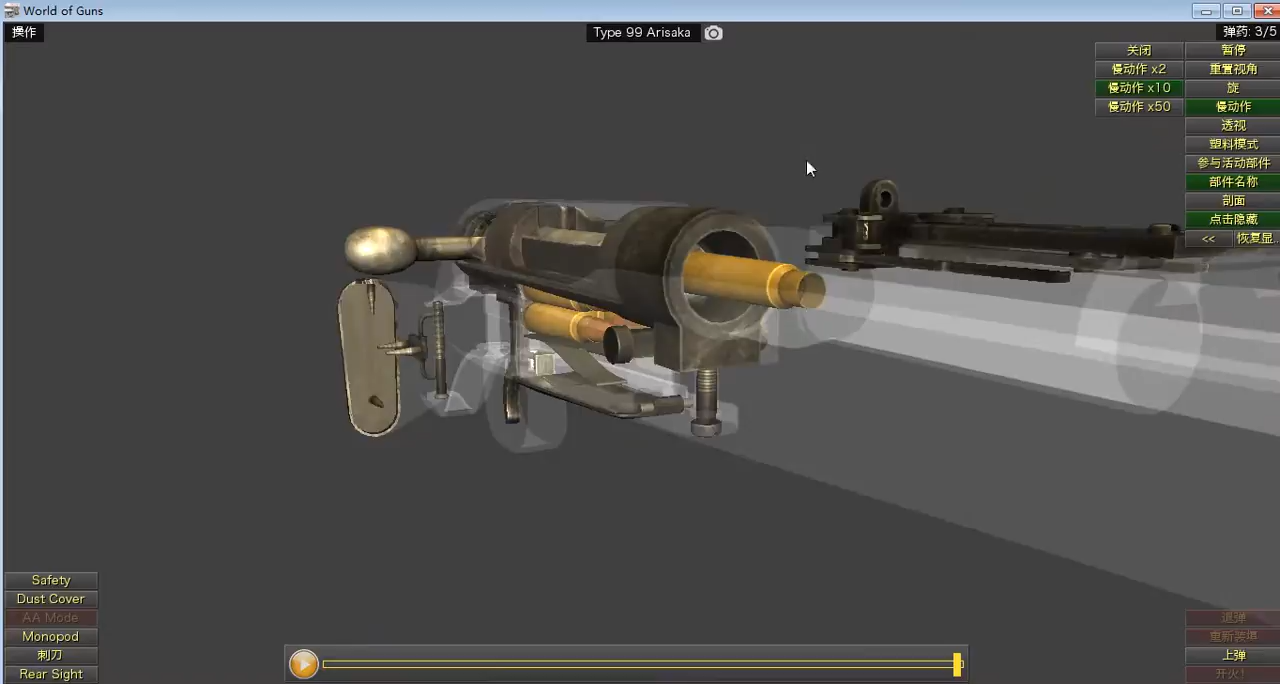 World of Guns
操作
Type 99 Arisaka
弹药: 3/5
关闭
暂停
慢动作 x2
重置视角
慢动作 x10
旋
慢动作 x50
慢动作
透视
塑料模式
参与活动部件
部件名称
剖面
点击隐藏
<<
恢复显
Safety
Dust Cover
AA Mode
Monopod
刺刀
Rear Sight
退弹
重新装填
上弹
开火!